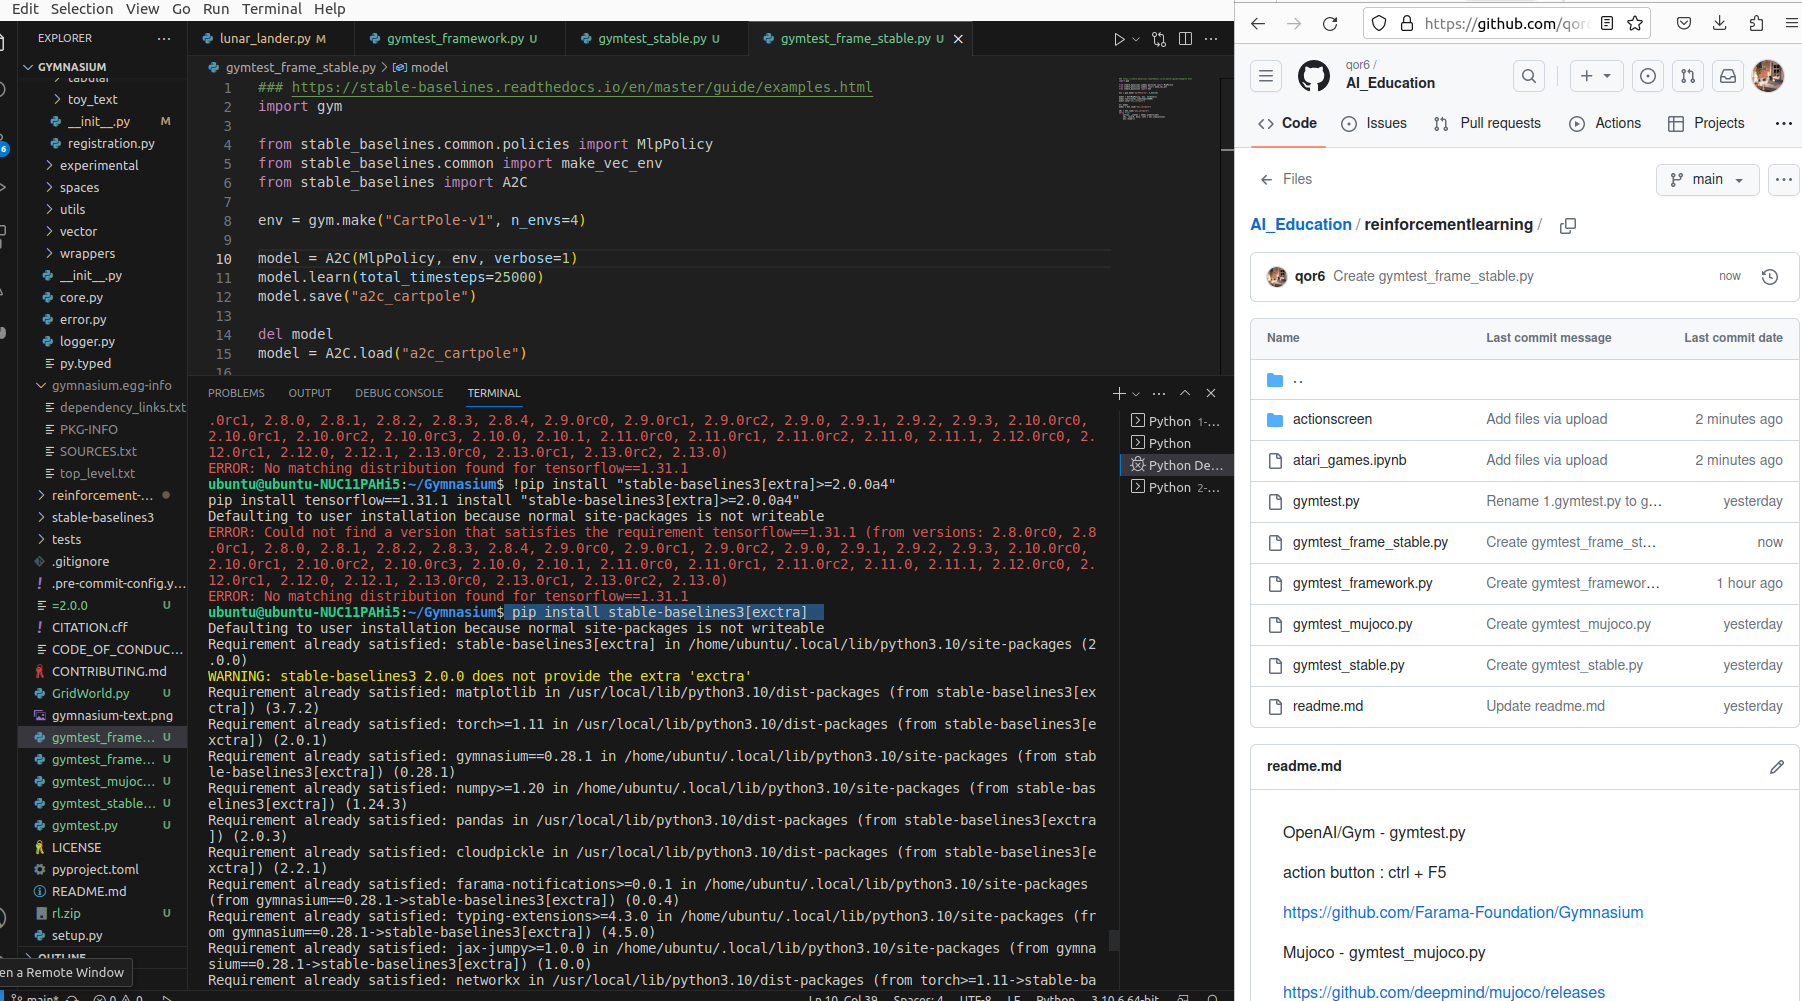 Edit Selection View Go Run Terminal Help
EXPLORER
GYMNASIUM
tabular
toy_text
__init__.py M
registration.py
experimental
spaces
utils
vector
wrappers
__init__.py
core.py
error.py
logger.py
py.typed
gymnasium.egg-info
dependency_links.txt
PKG-INFO
SOURCES.txt
top_level.txt
reinforcement-...
stable-baselines3
tests
.gitignore
.pre-commit-config.y...
=2.0.0 U
CITATION.cff
CODE_OF_CONDUC...
CONTRIBUTING.md
GridWorld.py U
gymnasium-text.png
gymtest_frame... U
gymtest_frame... U
gymtest_mujoc... U
gymtest_stable... U
gymtest.py U
LICENSE
pyproject.toml
README.md
rl.zip U
setup.py
OUTLINE
en a Remote Window
main*
0 0
lunar_lander.py M
gymtest_framework.py U
gymtest_stable.py U
gymtest_frame_stable.py U
gymtest_frame_stable.py > model
1 ### https://stable-baselines.readthedocs.io/en/master/guide/examples.html
2 import gym
3
4 from stable_baselines.common.policies import MlpPolicy
5 from stable_baselines.common import make_vec_env
6 from stable_baselines import A2C
7
8 env = gym.make("CartPole-v1", n_envs=4)
9
10 model = A2C(MlpPolicy, env, verbose=1)
11 model.learn(total_timesteps=25000)
12 model.save("a2c_cartpole")
13
14 del model
15 model = A2C.load("a2c_cartpole")
16
PROBLEMS OUTPUT DEBUG CONSOLE TERMINAL
.0rc1, 2.8.0, 2.8.1, 2.8.2, 2.8.3, 2.8.4, 2.9.0rc0, 2.9.0rc1, 2.9.0rc2, 2.9.0, 2.9.1, 2.9.2, 2.9.3, 2.10.0rc0,
2.10.0rc1, 2.10.0rc2, 2.10.0rc3, 2.10.0, 2.10.1, 2.11.0rc0, 2.11.0rc1, 2.11.0rc2, 2.11.0, 2.11.1, 2.12.0rc0, 2.
12.0rc1, 2.12.0, 2.12.1, 2.13.0rc0, 2.13.0rc1, 2.13.0rc2, 2.13.0)
ERROR: No matching distribution found for tensorflow==1.31.1
ubuntu@ubuntu-NUC11PAHi5:~/Gymnasium$ !pip install "stable-baselines3[extra]>=2.0.0a4"
pip install tensorflow==1.31.1 install "stable-baselines3[extra]>=2.0.0a4"
Defaulting to user installation because normal site-packages is not writeable
ERROR: Could not find a version that satisfies the requirement tensorflow==1.31.1 (from versions: 2.8.0rc0, 2.8
.0rc1, 2.8.0, 2.8.1, 2.8.2, 2.8.3, 2.8.4, 2.9.0rc0, 2.9.0rc1, 2.9.0rc2, 2.9.0, 2.9.1, 2.9.2, 2.9.3, 2.10.0rc0,
2.10.0rc1, 2.10.0rc2, 2.10.0rc3, 2.10.0, 2.10.1, 2.11.0rc0, 2.11.0rc1, 2.11.0rc2, 2.11.0, 2.11.1, 2.12.0rc0, 2.
12.0rc1, 2.12.0, 2.12.1, 2.13.0rc0, 2.13.0rc1, 2.13.0rc2, 2.13.0)
ERROR: No matching distribution found for tensorflow==1.31.1
ubuntu@ubuntu-NUC11PAHi5:~/Gymnasium$ pip install stable-baselines3[exctra]
Defaulting to user installation because normal site-packages is not writeable
Requirement already satisfied: stable-baselines3[exctra] in /home/ubuntu/.local/lib/python3.10/site-packages (2
.0.0)
WARNING: stable-baselines3 2.0.0 does not provide the extra 'exctra'
Requirement already satisfied: matplotlib in /usr/local/lib/python3.10/dist-packages (from stable-baselines3[ex
ctra]) (3.7.2)
Requirement already satisfied: torch>=1.11 in /usr/local/lib/python3.10/dist-packages (from stable-baselines3[e
xctra]) (2.0.1)
Requirement already satisfied: gymnasium==0.28.1 in /home/ubuntu/.local/lib/python3.10/site-packages (from stab
le-baselines3[exctra]) (0.28.1)
Requirement already satisfied: numpy>=1.20 in /home/ubuntu/.local/lib/python3.10/site-packages (from stable-bas
elines3[exctra]) (1.24.3)
Requirement already satisfied: pandas in /usr/local/lib/python3.10/dist-packages (from stable-baselines3[exctra
]) (2.0.3)
Requirement already satisfied: cloudpickle in /usr/local/lib/python3.10/dist-packages (from stable-baselines3[e
xctra]) (2.2.1)
Requirement already satisfied: farama-notifications>=0.0.1 in /home/ubuntu/.local/lib/python3.10/site-packages
(from gymnasium==0.28.1->stable-baselines3[exctra]) (0.0.4)
Requirement already satisfied: typing-extensions>=4.3.0 in /home/ubuntu/.local/lib/python3.10/site-packages (fr
om gymnasium==0.28.1->stable-baselines3[exctra]) (4.5.0)
Requirement already satisfied: jax-jumpy>=1.0.0 in /home/ubuntu/.local/lib/python3.10/site-packages (from gymna
sium==0.28.1->stable-baselines3[exctra]) (1.0.0)
Requirement already satisfied: networkx in /usr/local/lib/python3.10/dist-packages (from torch>=1.11->stable-ba
Python 1-...
Python
Python De...
Python 2-...
Ln 10, Col 39 Spaces: 4 UTF-8 LF Python 3.10.6 64-bit
https://github.com/qor
qor6 /
AI_Education
Code Issues Pull requests Actions Projects
Files
main
AI_Education / reinforcementlearning /
qor6 Create gymtest_frame_stable.py now
Name Last commit message Last commit date
..
actionscreen Add files via upload 2 minutes ago
atari_games.ipynb Add files via upload 2 minutes ago
gymtest.py Rename 1.gymtest.py to g... yesterday
gymtest_frame_stable.py Create gymtest_frame_st... now
gymtest_framework.py Create gymtest_framewor... 1 hour ago
gymtest_mujoco.py Create gymtest_mujoco.py yesterday
gymtest_stable.py Create gymtest_stable.py yesterday
readme.md Update readme.md yesterday
readme.md
OpenAI/Gym - gymtest.py
action button : ctrl + F5
https://github.com/Farama-Foundation/Gymnasium
Mujoco - gymtest_mujoco.py
https://github.com/deepmind/mujoco/releases